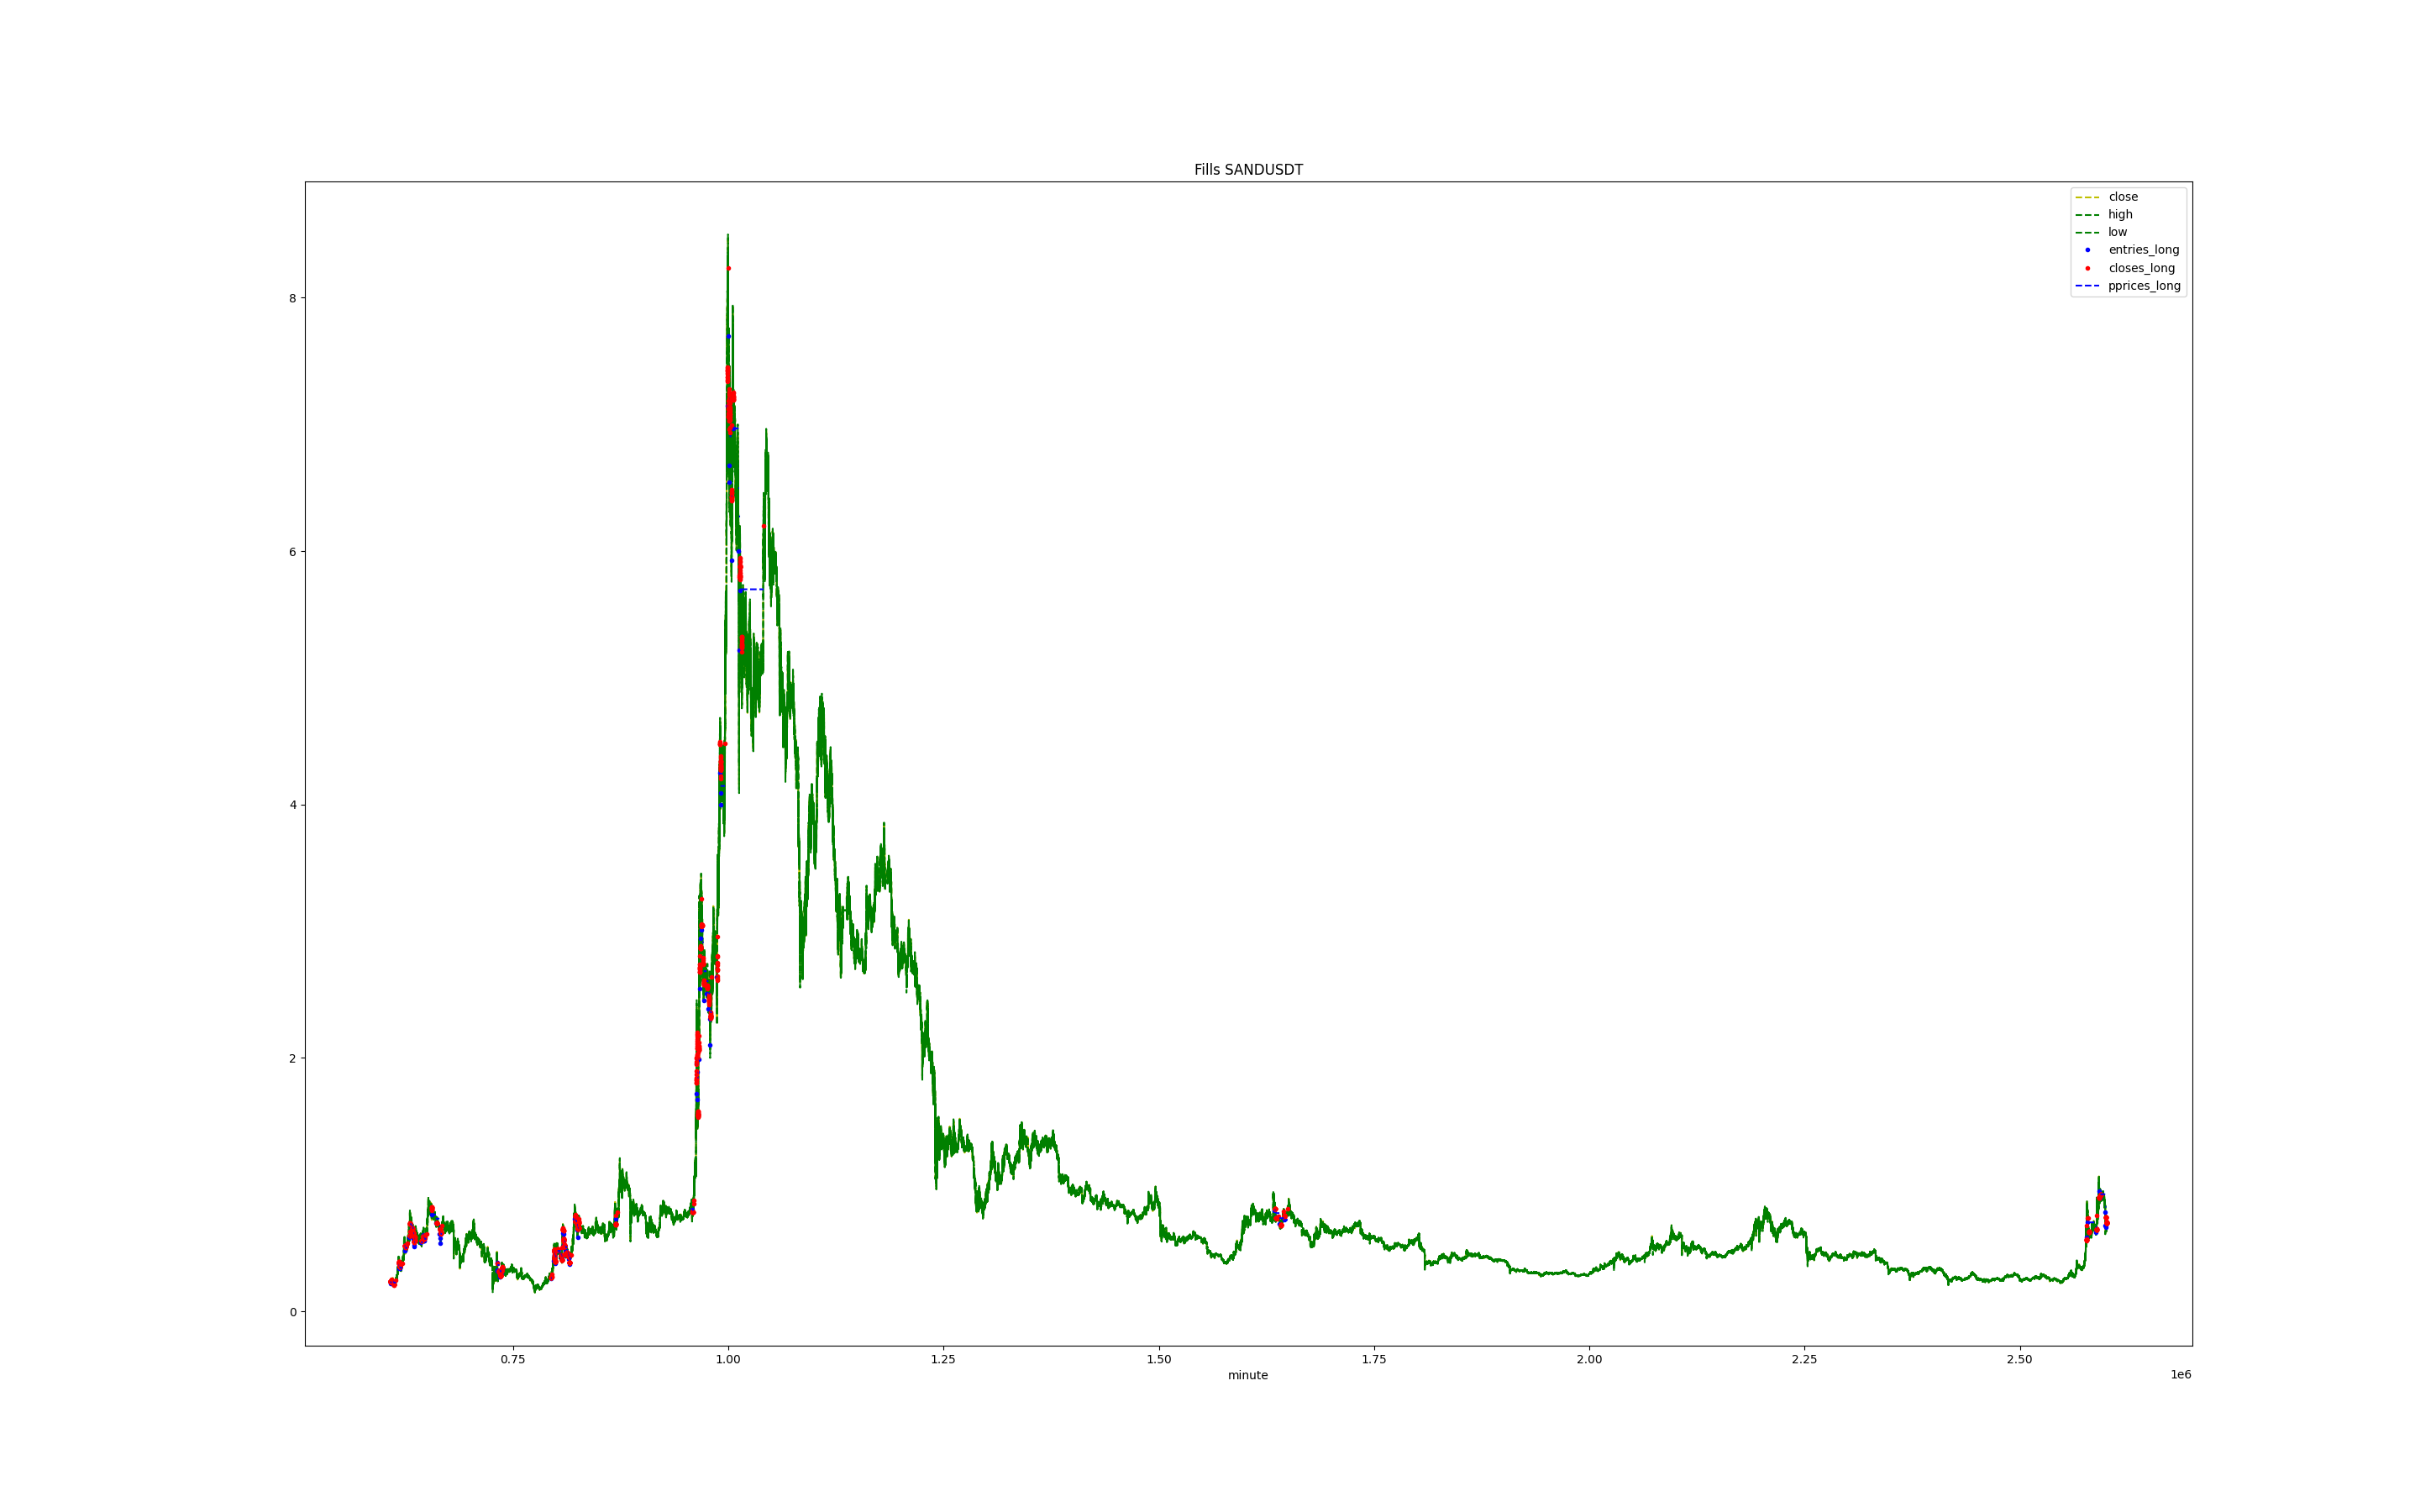 Fills SANDUSDT
close
high
low
entries_long
closes_long
pprices_long
8
6
4
2
0
0.75 1.00 1.25 1.50 1.75 2.00 2.25 2.50
minute 1e6